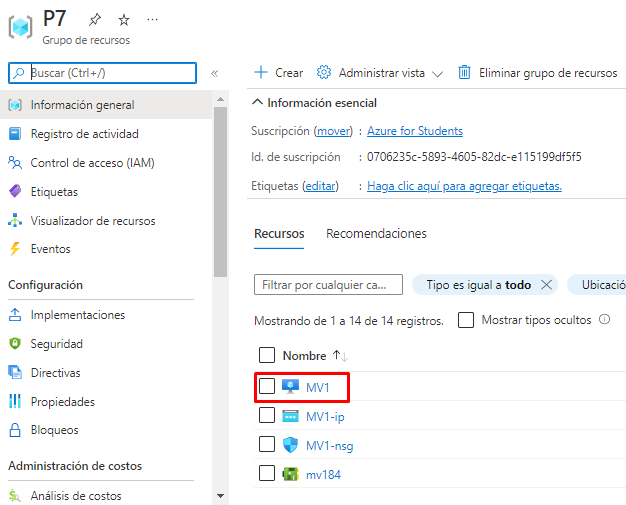 P7
Grupo de recursos
Buscar (Ctrl+/)
Información general
Registro de actividad
Control de acceso (IAM)
Etiquetas
Visualizador de recursos
Eventos
Configuración
Implementaciones
Seguridad
Directivas
Propiedades
Bloqueos
Administración de costos
Análisis de costos
Crear
Administrar vista
Eliminar grupo de recursos
Información esencial
Suscripción (mover) : Azure for Students
Id. de suscripción : 0706235c-5893-4605-82dc-e115199df5f5
Etiquetas (editar) : Haga clic aquí para agregar etiquetas.
Recursos Recomendaciones
Filtrar por cualquier ca... Tipo es igual a todo Ubicació
Mostrando de 1 a 14 de 14 registros. Mostrar tipos ocultos
Nombre
MV1
MV1-ip
MV1-nsg
mv184